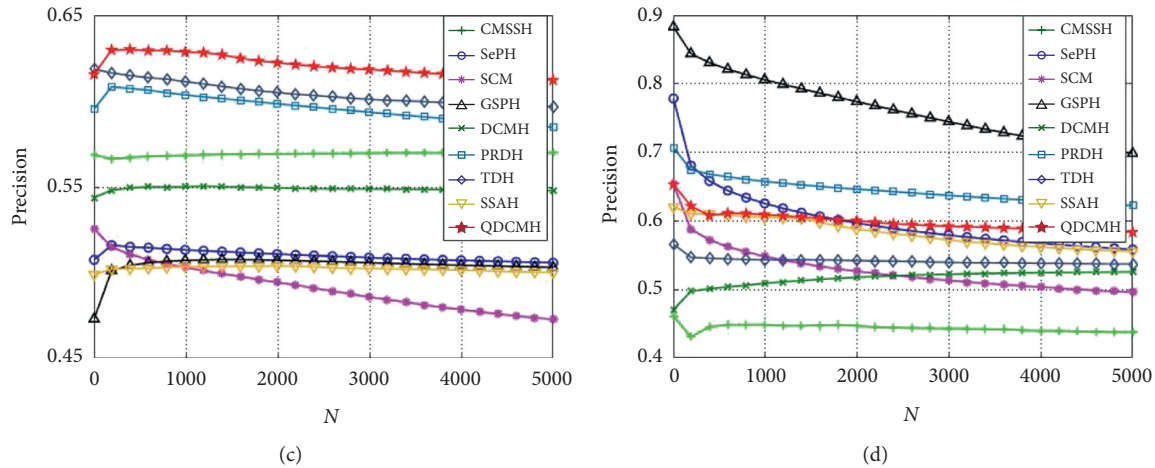 0.65
0.55
0.45
Precision
0
1000
2000
3000
4000
5000
N
CMSSH
SePH
SCM
GSPH
DCMH
PRDH
TDH
SSAH
QDCMH
(c)
0.9
0.8
0.7
0.6
0.5
0.4
Precision
0
1000
2000
3000
4000
5000
N
CMSSH
SePH
SCM
GSPH
DCMH
PRDH
TDH
SSAH
QDCMH
(d)